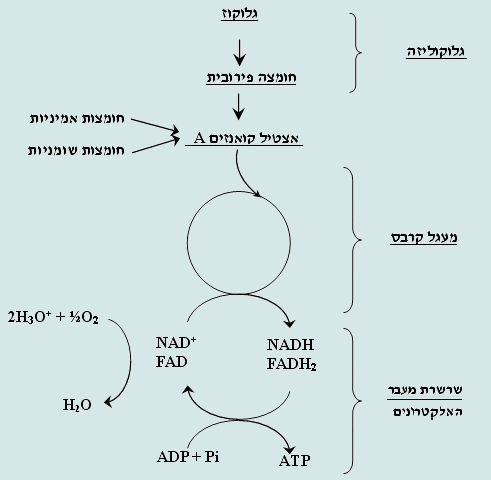 גלוקוז
גלוקוליזה
חומצה פירובית
חומצות אמיניות
אצטיל קואנזים A
חומצות שומניות
מעגל קרבס
2H₃O⁺ + ½O₂
NAD⁺
FAD
NADH
FADH₂
שרשרת מעבר
האלקטרונים
H₂O
ADP + Pi
ATP